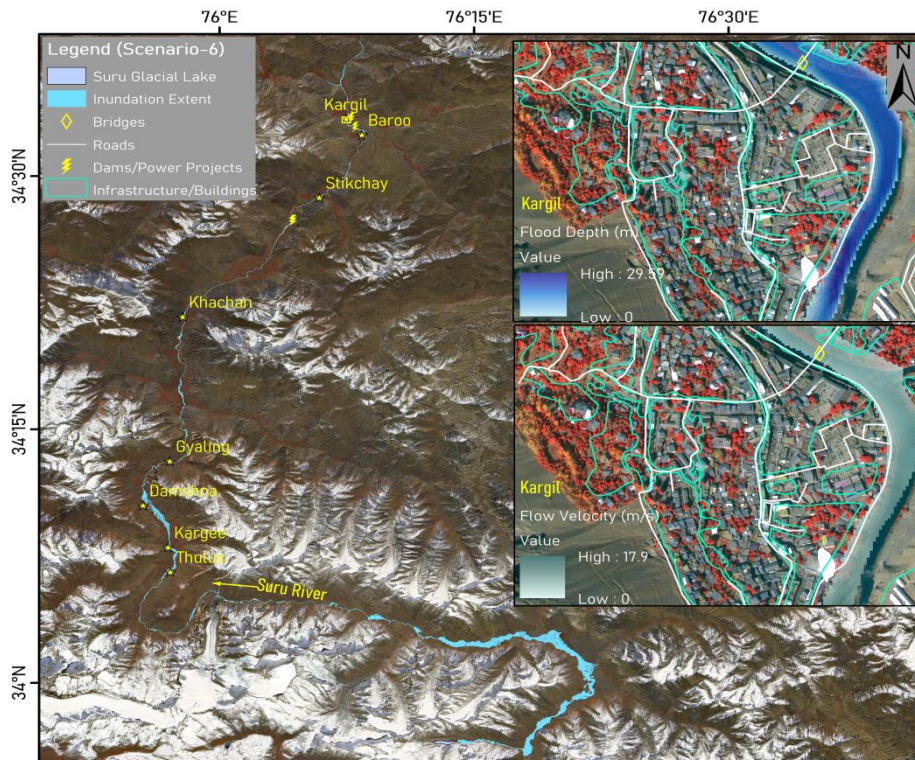 76°E
76°15'E
76°30'E
34°30'N
34°15'N
34°N
Legend (Scenario-6)
Suru Glacial Lake
Inundation Extent
Bridges
Roads
Dams/Power Projects
Infrastructure/Buildings
Kargil
Baroo
Stikchay
Khachan
Gyaling
Damshna
Kargee
Thulus
Suru River
N
Kargil
Flood Depth (m)
Value
High : 29.59
Low : 0
Kargil
Flow Velocity (m/s)
Value
High : 17.9
Low : 0